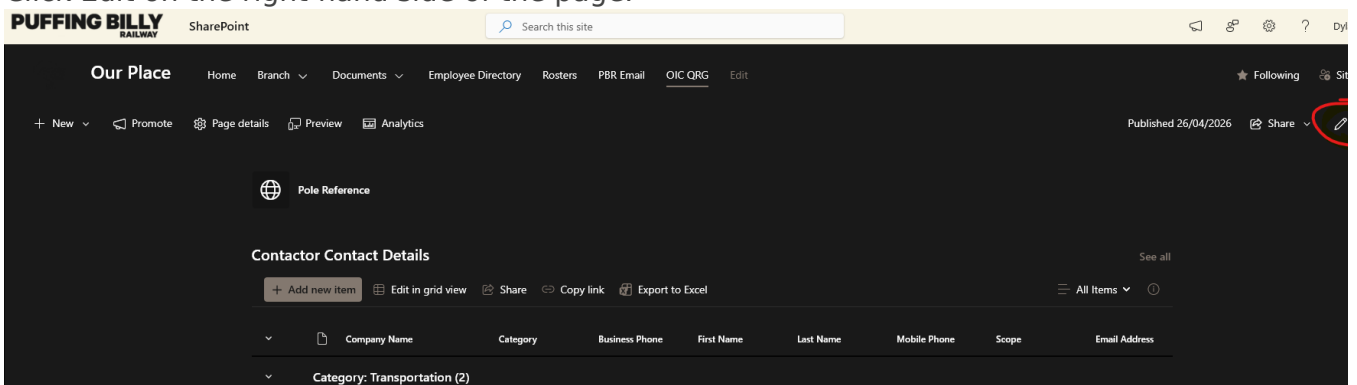 Click Edit on the right hand side of the page.
PUFFING BILLY
RAILWAY
SharePoint
Search this site
?
Dyl
Our Place
Home
Branch
Documents
Employee Directory
Rosters
PBR Email
OIC QRG
Edit
Following
Sit
+ New
Promote
Page details
Preview
Analytics
Published 26/04/2026
Share
Pole Reference
Contactor Contact Details
See all
+ Add new item
Edit in grid view
Share
Copy link
Export to Excel
All Items
Company Name
Category
Business Phone
First Name
Last Name
Mobile Phone
Scope
Email Address
Category: Transportation (2)